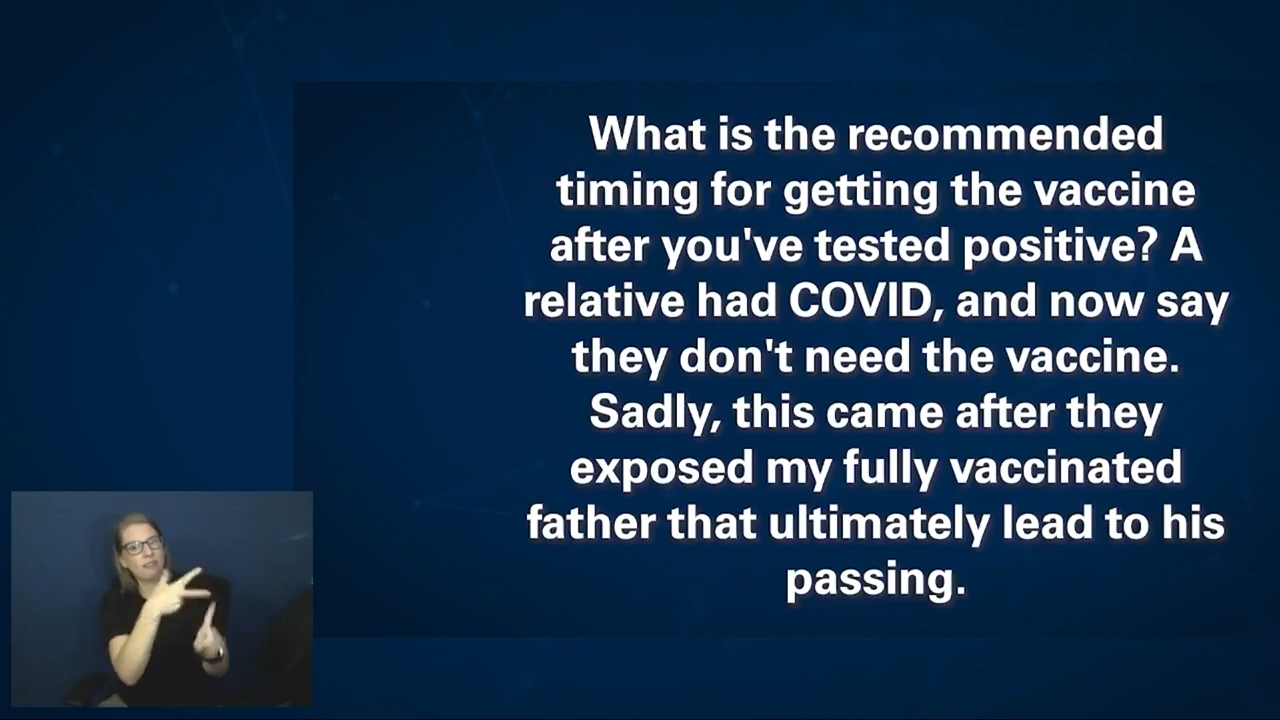 What is the recommended
timing for getting the vaccine
after you've tested positive? A
relative had COVID, and now say
they don't need the vaccine.
Sadly, this came after they
exposed my fully vaccinated
father that ultimately lead to his
passing.